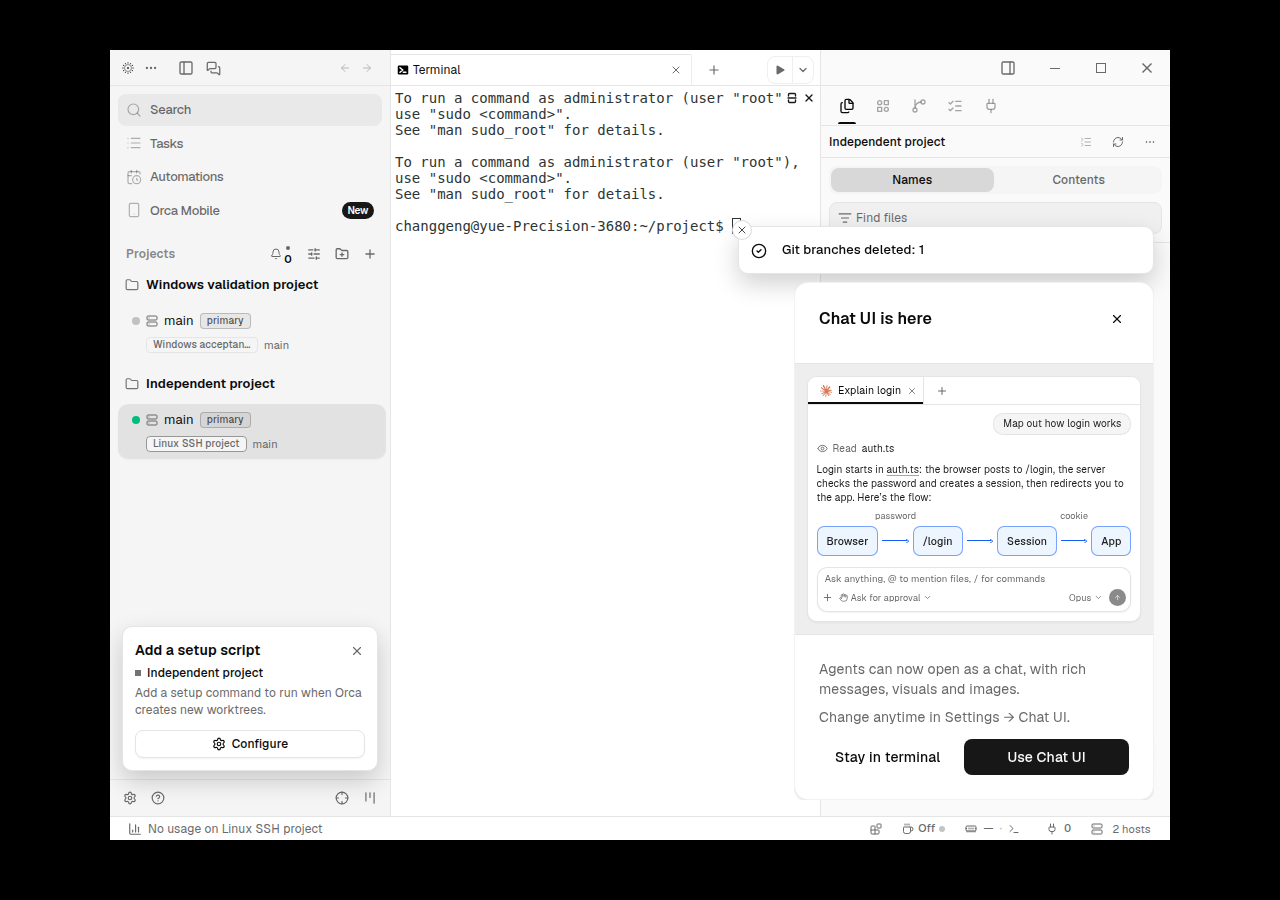 Terminal
Search
Tasks
Automations
Orca Mobile
New
Projects
0
Windows validation project
main
primary
Windows acceptan...
main
Independent project
main
primary
Linux SSH project
main
Add a setup script
Independent project
Add a setup command to run when Orca
creates new worktrees.
Configure
To run a command as administrator (user "root"
use "sudo <command>".
See "man sudo_root" for details.
To run a command as administrator (user "root"),
use "sudo <command>".
See "man sudo_root" for details.
changgeng@yue-Precision-3680:~/project$
Independent project
Names
Contents
Find files
Git branches deleted: 1
Chat UI is here
Explain login
Map out how login works
Read auth.ts
Login starts in auth.ts: the browser posts to /login, the server
checks the password and creates a session, then redirects you to
the app. Here's the flow:
password
cookie
Browser
/login
Session
App
Ask anything, @ to mention files, / for commands
Ask for approval
Opus
Agents can now open as a chat, with rich
messages, visuals and images.
Change anytime in Settings → Chat UI.
Stay in terminal
Use Chat UI
No usage on Linux SSH project
Off
0
2 hosts